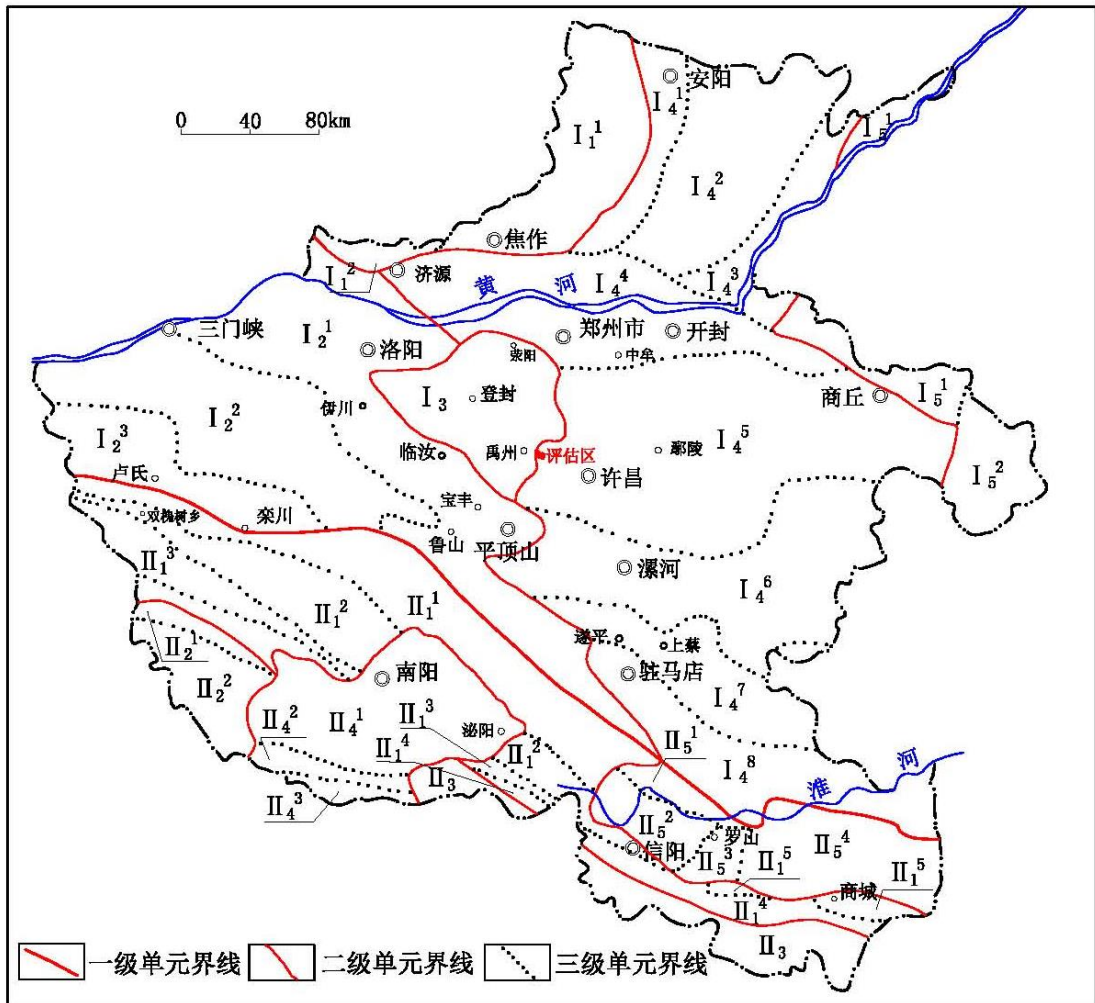 安阳
Ⅰ₄¹
Ⅰ₅¹
0 40 80km
Ⅰ₁¹
Ⅰ₄²
焦作
Ⅰ₁²
济源
黄河
Ⅰ₄⁴
Ⅰ₄³
三门峡
Ⅰ₂¹
洛阳
荥阳
郑州市
中牟
开封
Ⅰ₂²
伊川
Ⅰ₃
登封
商丘
Ⅰ₅¹
Ⅰ₂³
临汝
禹州
评估区
Ⅰ₄⁵
鄢陵
Ⅰ₅²
卢氏
许昌
双槐树乡
栾川
宝丰
鲁山
平顶山
Ⅱ₁³
漯河
Ⅰ₄⁶
Ⅱ₁²
Ⅱ₁¹
Ⅱ₂¹
遂平
上蔡
Ⅱ₂²
南阳
驻马店
Ⅰ₄⁷
Ⅱ₄²
Ⅱ₄¹
Ⅱ₁³
泌阳
Ⅱ₁⁴
Ⅱ₁²
Ⅱ₅¹
Ⅱ₃
Ⅰ₄⁸
淮河
Ⅱ₄³
Ⅱ₅²
信阳
罗山
Ⅱ₅³
Ⅱ₁⁵
Ⅱ₅⁴
Ⅱ₁⁵
Ⅱ₁⁴
商城
Ⅱ₃
一级单元界线 二级单元界线 三级单元界线